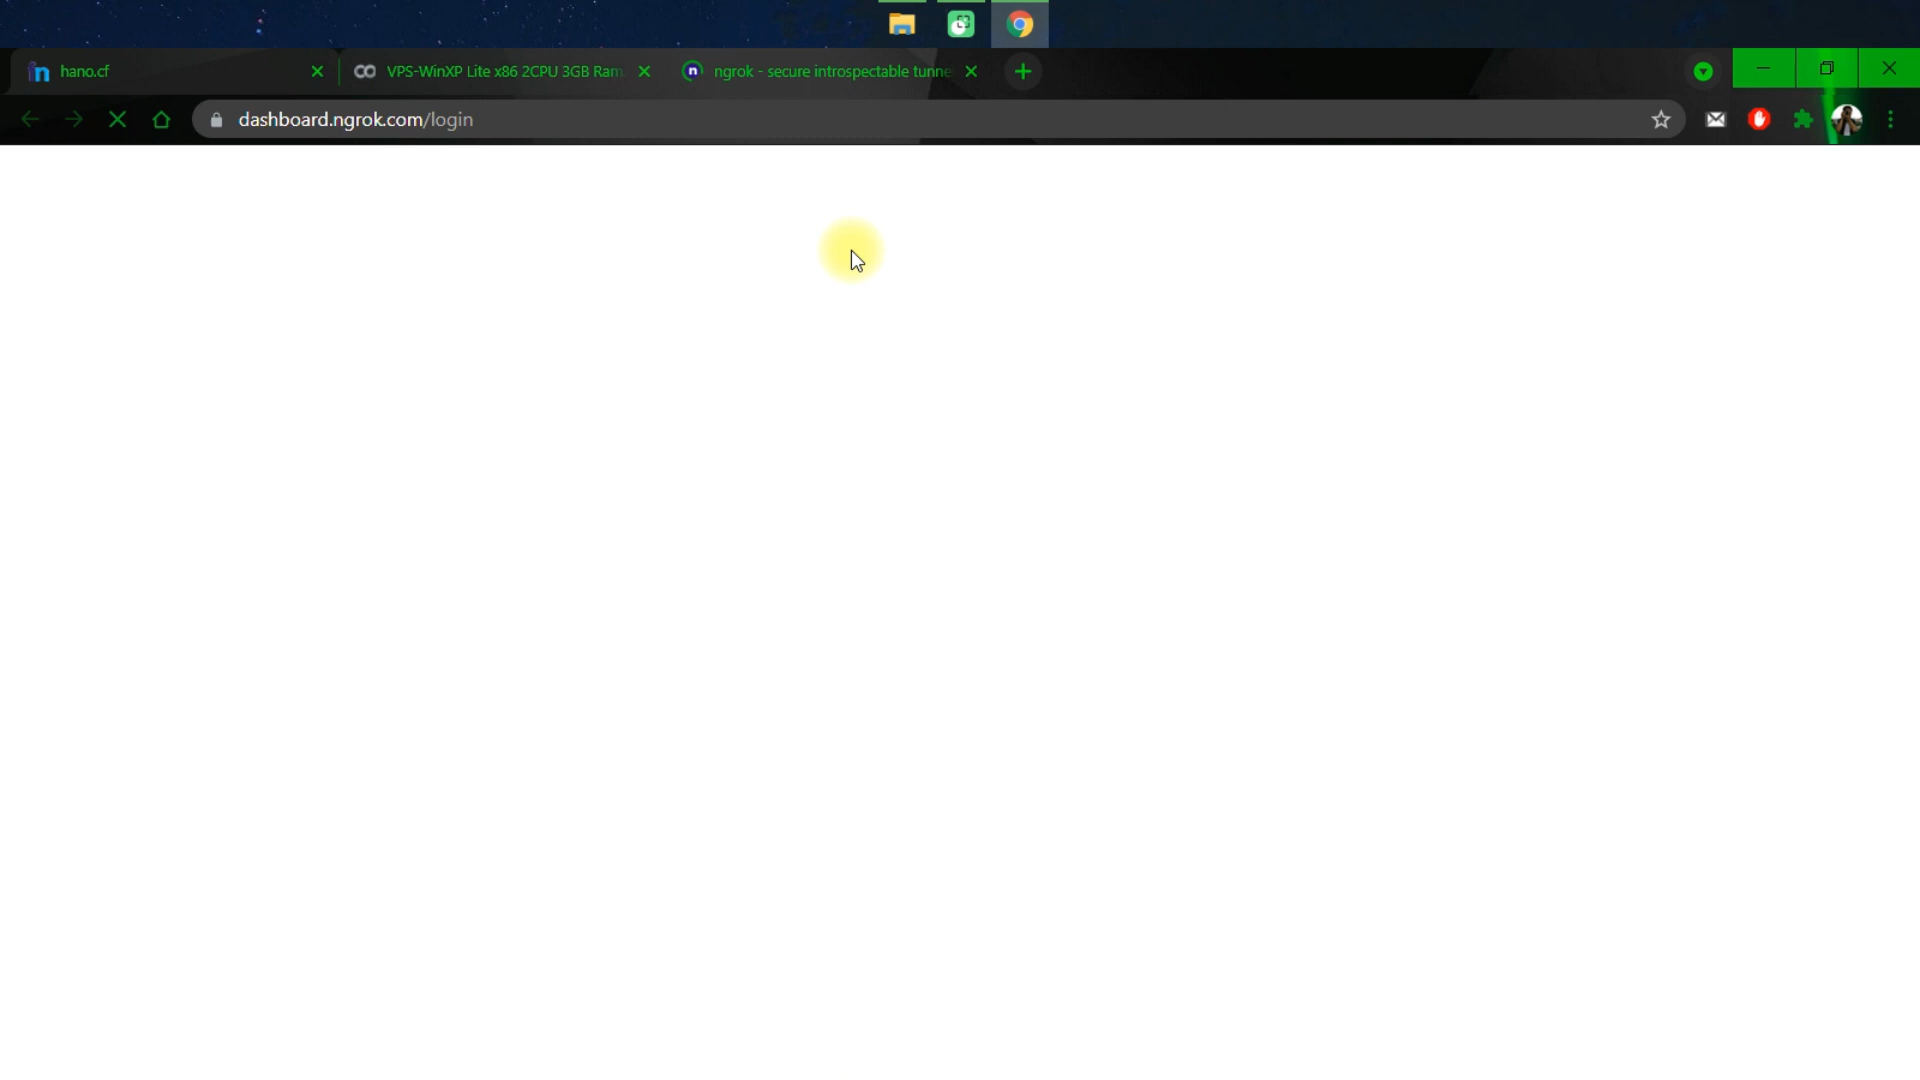 hano.cf
VPS-WinXP Lite x86 2CPU 3GB Ram
ngrok - secure introspectable tunne
dashboard.ngrok.com/login